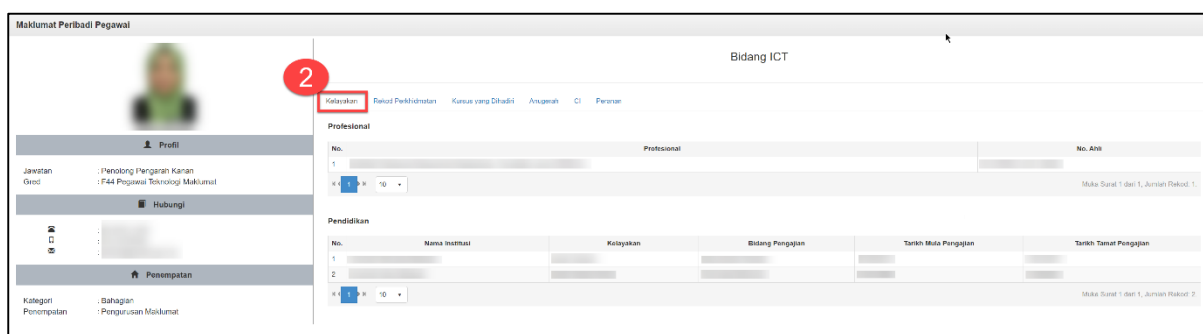 Maklumat Peribadi Pegawai
Bidang ICT
2
Kelayakan Rekod Perkhidmatan Kursus yang Dihadiri Anugerah CI Peranan
Profesional
Profil
No. Profesional No. Ahli
1
Jawatan : Penolong Pengarah Kanan
Gred : F44 Pegawai Teknologi Maklumat
1 10 Muka Surat 1 dari 1, Jumlah Rekod: 1.
Hubungi
Pendidikan
:
No. Nama Institusi Kelayakan Bidang Pengajian Tarikh Mula Pengajian Tarikh Tamat Pengajian
:
1
:
2
Penempatan
1 10 Muka Surat 1 dari 1, Jumlah Rekod: 2.
Kategori : Bahagian
Penempatan : Pengurusan Maklumat